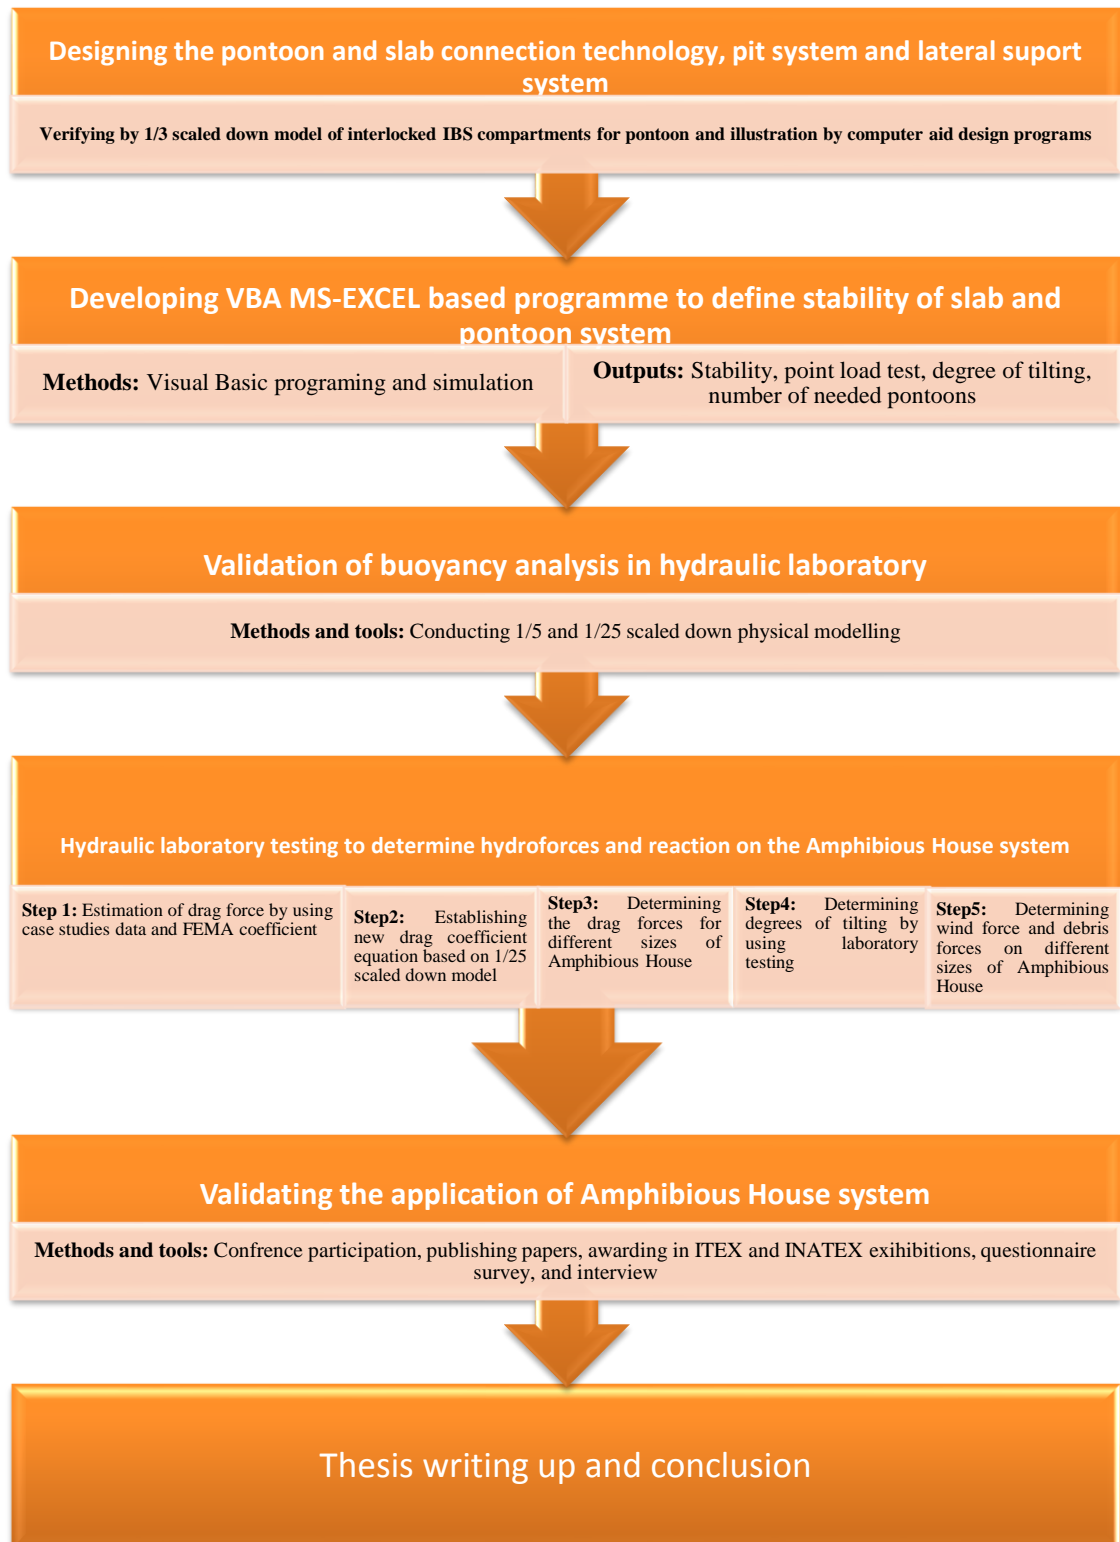 Designing the pontoon and slab connection technology, pit system and lateral suport
system
Verifying by 1/3 scaled down model of interlocked IBS compartments for pontoon and illustration by computer aid design programs
Developing VBA MS-EXCEL based programme to define stability of slab and
pontoon system
Methods: Visual Basic programing and simulation
Outputs: Stability, point load test, degree of tilting,
number of needed pontoons
Validation of buoyancy analysis in hydraulic laboratory
Methods and tools: Conducting 1/5 and 1/25 scaled down physical modelling
Hydraulic laboratory testing to determine hydroforces and reaction on the Amphibious House system
Step 1: Estimation of drag force by using
case studies data and FEMA coefficient
Step2: Establishing
new drag coefficient
equation based on 1/25
scaled down model
Step3: Determining
the drag forces for
different sizes of
Amphibious House
Step4: Determining
degrees of tilting by
using laboratory
testing
Step5: Determining
wind force and debris
forces on different
sizes of Amphibious
House
Validating the application of Amphibious House system
Methods and tools: Confrence participation, publishing papers, awarding in ITEX and INATEX exihibitions, questionnaire
survey, and interview
Thesis writing up and conclusion